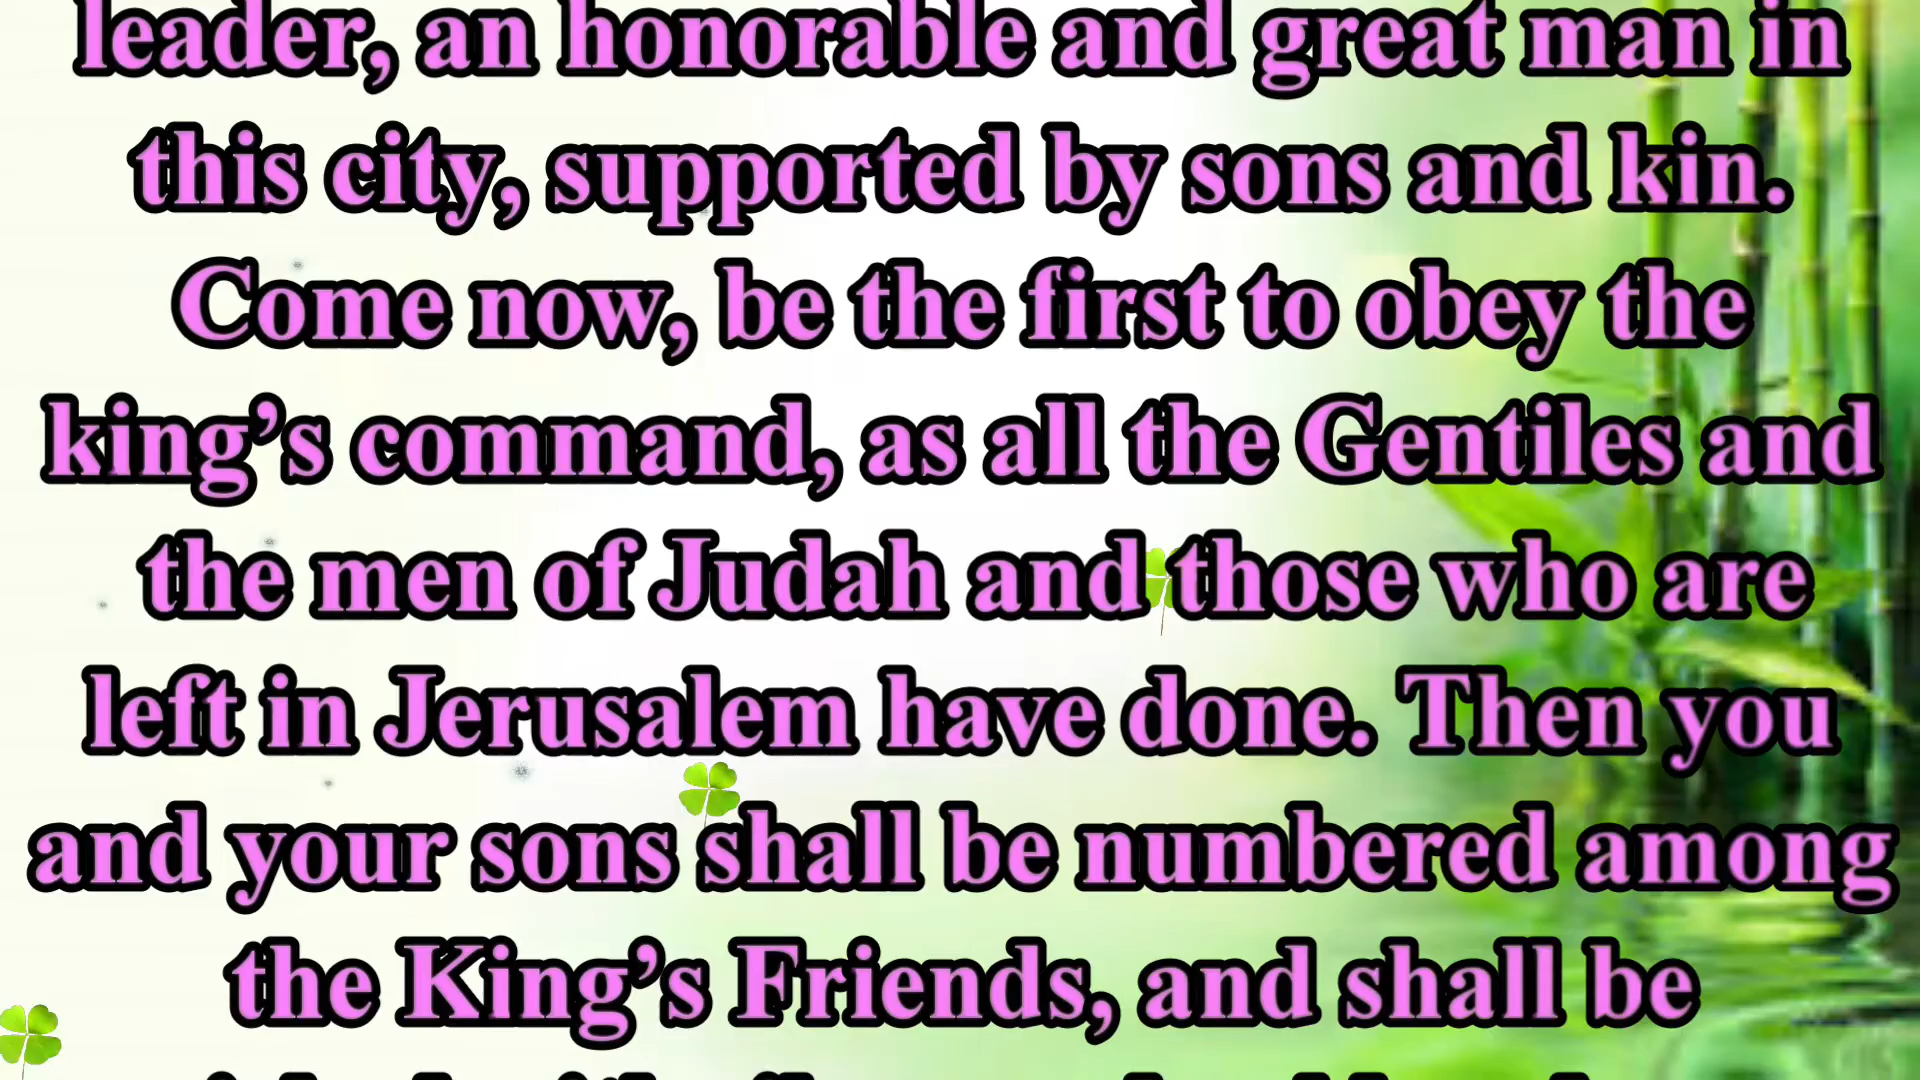 leader, an honorable and great man in
this city, supported by sons and kin.
Come now, be the first to obey the
king’s command, as all the Gentiles and
the men of Judah and those who are
left in Jerusalem have done. Then you
and your sons shall be numbered among
the King’s Friends, and shall be